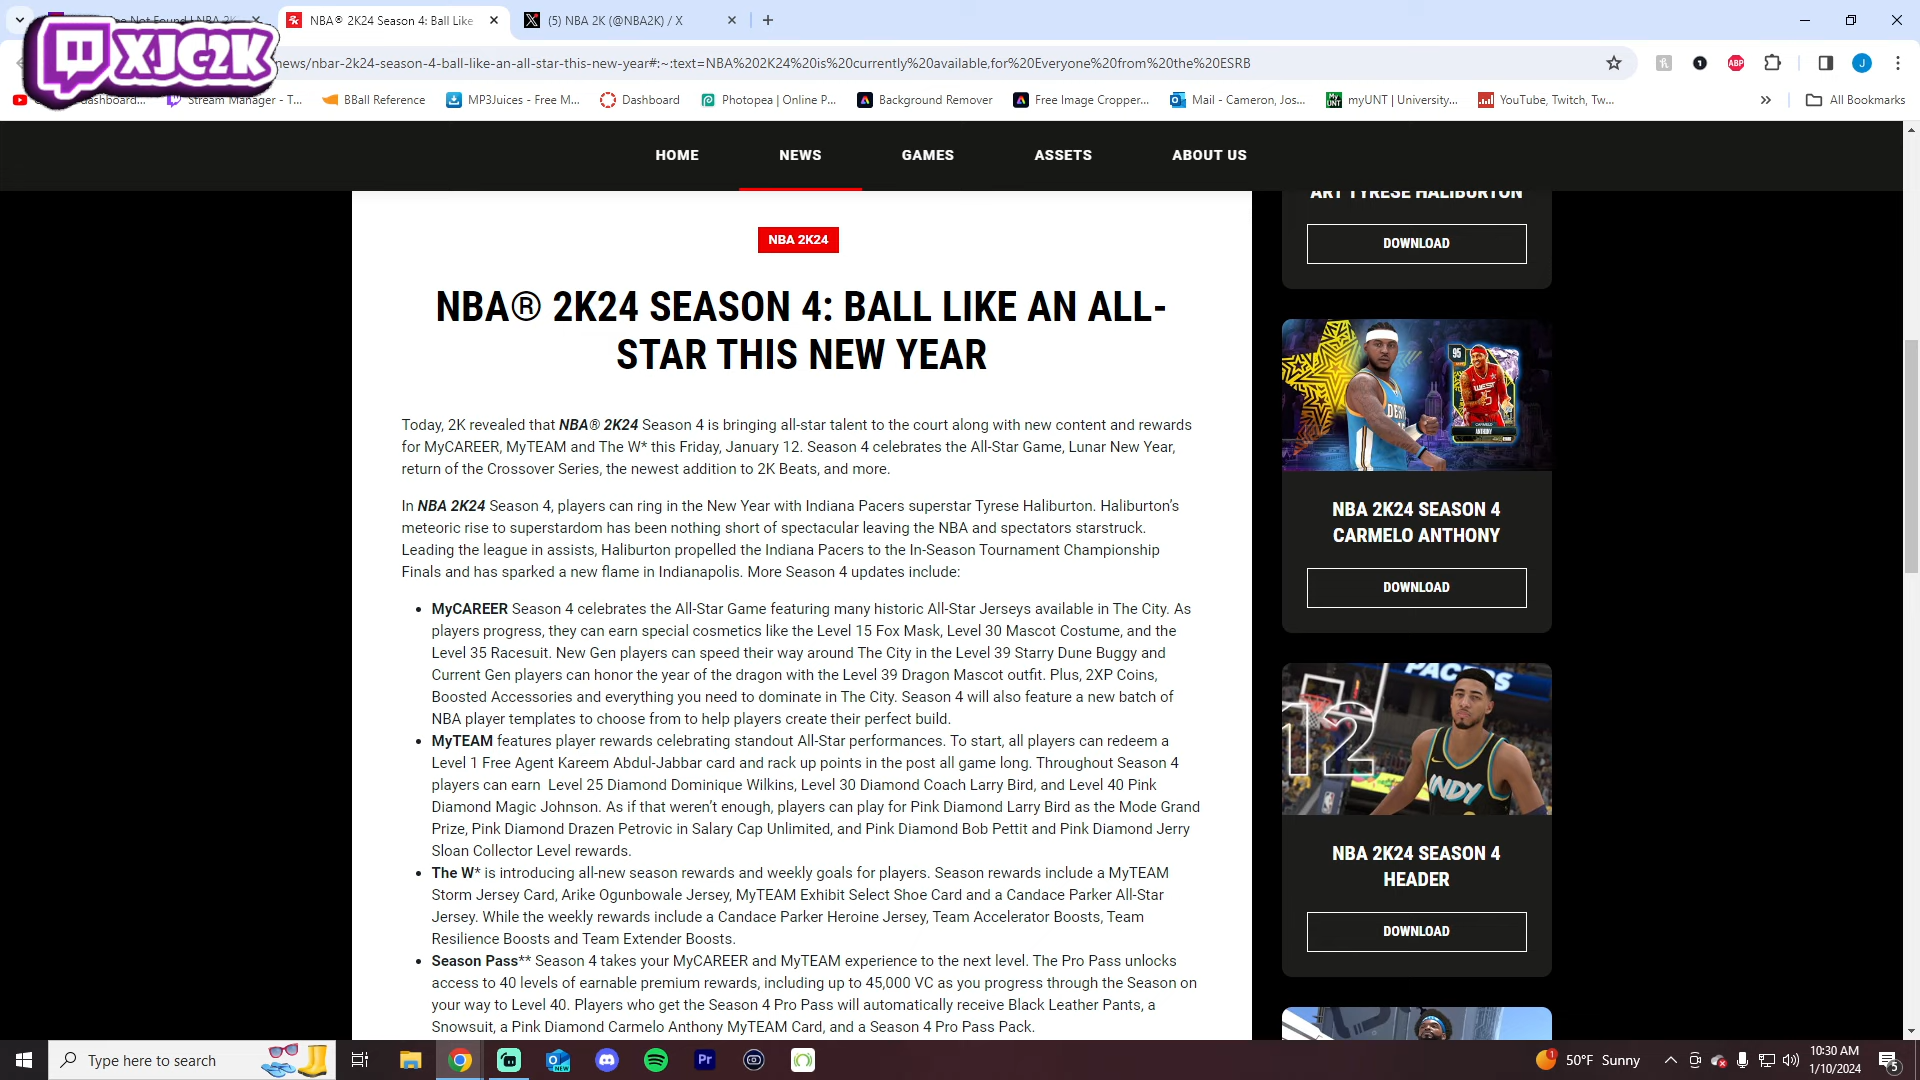 e Not Found | NBA 2K
NBA® 2K24 Season 4: Ball Like
(5) NBA 2K (@NBA2K) / X
XJC2K
news/nbar-2k24-season-4-ball-like-an-all-star-this-new-year#:~:text=NBA%202K24%20is%20currently%20available,for%20Everyone%20from%20the%20ESRB
ABP
J
dashboard...
Stream Manager - T...
BBall Reference
MP3Juices - Free M...
Dashboard
Photopea | Online P...
Background Remover
Free Image Cropper...
Mail - Cameron, Jos...
myUNT | University...
YouTube, Twitch, Tw...
All Bookmarks
HOME
NEWS
GAMES
ASSETS
ABOUT US
NBA 2K24
NBA® 2K24 SEASON 4: BALL LIKE AN ALL-
STAR THIS NEW YEAR
Today, 2K revealed that NBA® 2K24 Season 4 is bringing all-star talent to the court along with new content and rewards
for MyCAREER, MyTEAM and The W* this Friday, January 12. Season 4 celebrates the All-Star Game, Lunar New Year,
return of the Crossover Series, the newest addition to 2K Beats, and more.
In NBA 2K24 Season 4, players can ring in the New Year with Indiana Pacers superstar Tyrese Haliburton. Haliburton’s
meteoric rise to superstardom has been nothing short of spectacular leaving the NBA and spectators starstruck.
Leading the league in assists, Haliburton propelled the Indiana Pacers to the In-Season Tournament Championship
Finals and has sparked a new flame in Indianapolis. More Season 4 updates include:
• MyCAREER Season 4 celebrates the All-Star Game featuring many historic All-Star Jerseys available in The City. As
players progress, they can earn special cosmetics like the Level 15 Fox Mask, Level 30 Mascot Costume, and the
Level 35 Racesuit. New Gen players can speed their way around The City in the Level 39 Starry Dune Buggy and
Current Gen players can honor the year of the dragon with the Level 39 Dragon Mascot outfit. Plus, 2XP Coins,
Boosted Accessories and everything you need to dominate in The City. Season 4 will also feature a new batch of
NBA player templates to choose from to help players create their perfect build.
• MyTEAM features player rewards celebrating standout All-Star performances. To start, all players can redeem a
Level 1 Free Agent Kareem Abdul-Jabbar card and rack up points in the post all game long. Throughout Season 4
players can earn Level 25 Diamond Dominique Wilkins, Level 30 Diamond Coach Larry Bird, and Level 40 Pink
Diamond Magic Johnson. As if that weren’t enough, players can play for Pink Diamond Larry Bird as the Mode Grand
Prize, Pink Diamond Drazen Petrovic in Salary Cap Unlimited, and Pink Diamond Bob Pettit and Pink Diamond Jerry
Sloan Collector Level rewards.
• The W* is introducing all-new season rewards and weekly goals for players. Season rewards include a MyTEAM
Storm Jersey Card, Arike Ogunbowale Jersey, MyTEAM Exhibit Select Shoe Card and a Candace Parker All-Star
Jersey. While the weekly rewards include a Candace Parker Heroine Jersey, Team Accelerator Boosts, Team
Resilience Boosts and Team Extender Boosts.
• Season Pass** Season 4 takes your MyCAREER and MyTEAM experience to the next level. The Pro Pass unlocks
access to 40 levels of earnable premium rewards, including up to 45,000 VC as you progress through the Season on
your way to Level 40. Players who get the Season 4 Pro Pass will automatically receive Black Leather Pants, a
Snowsuit, a Pink Diamond Carmelo Anthony MyTEAM Card, and a Season 4 Pro Pass Pack.
ART TYRESE HALIBURTON
DOWNLOAD
95
WEST
ANTHONY
NBA 2K24 SEASON 4
CARMELO ANTHONY
DOWNLOAD
PACERS
12
INDY
NBA 2K24 SEASON 4
HEADER
DOWNLOAD
Type here to search
NEW
Pr
1
50°F Sunny
10:30 AM
1/10/2024
5